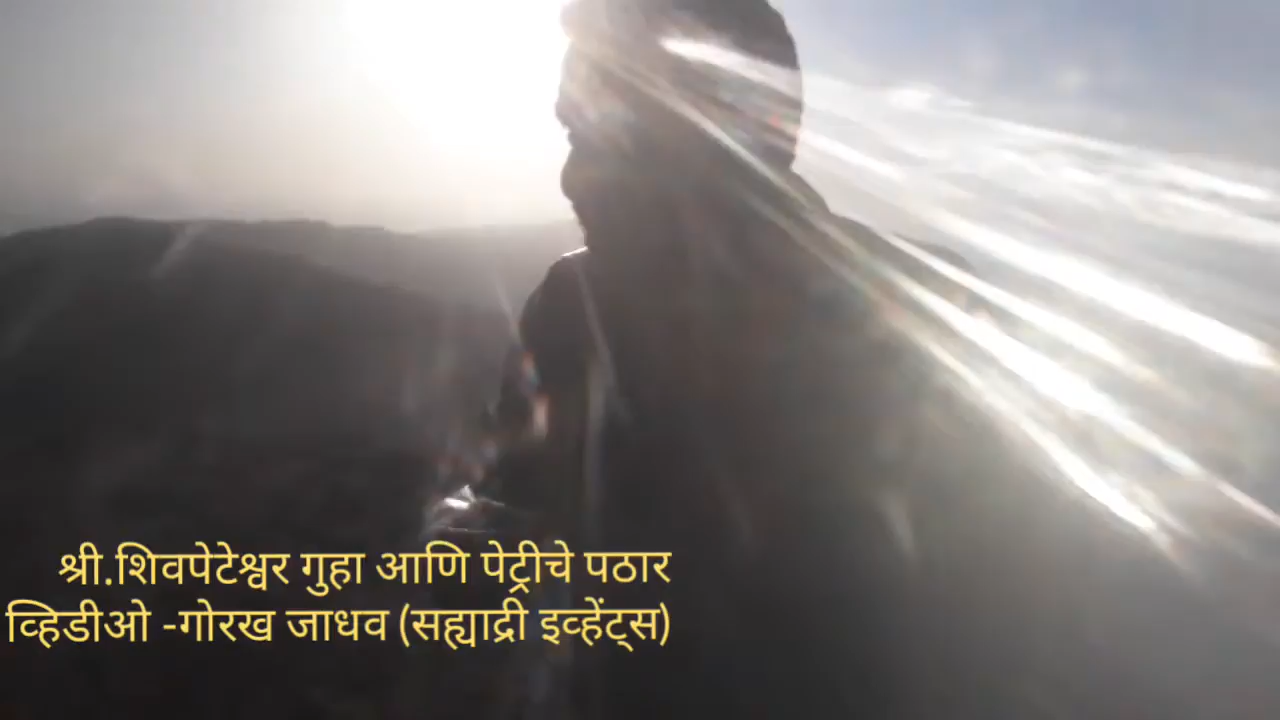 श्री.शिवपेटेश्वर गुहा आणि पेट्रीचे पठार
व्हिडीओ -गोरख जाधव (सह्याद्री इव्हेंट्स)